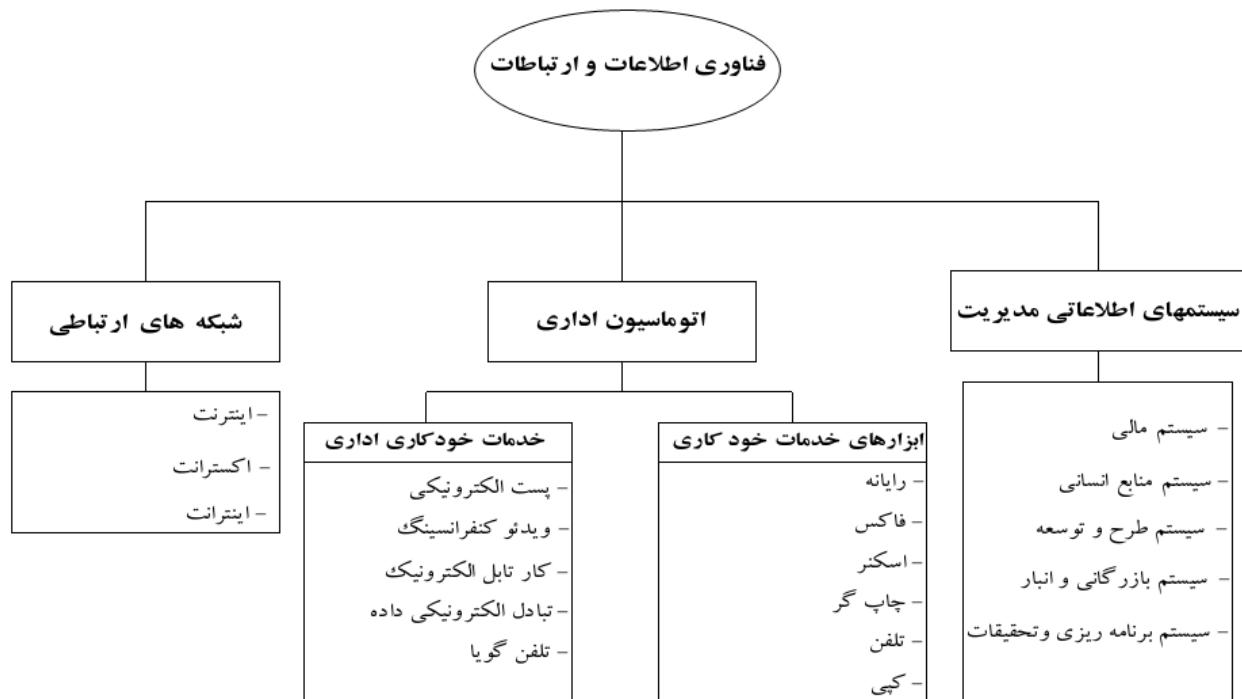 فناوری اطلاعات و ارتباطات
سیستمهای اطلاعاتی مدیریت
– سیستم مالی
– سیستم منابع انسانی
– سیستم طرح و توسعه
– سیستم بازرگانی و انبار
– سیستم برنامه ریزی وتحقیقات
اتوماسیون اداری
ابزارهای خدمات خود کاری
– رایانه
– فاکس
– اسکنر
– چاپ گر
– تلفن
– کپی
خدمات خودکاری اداری
– پست الکترونیکی
– ویدئو کنفرانسینگ
– کار تابل الکترونیک
– تبادل الکترونیکی داده
– تلفن گویا
شبکه های ارتباطی
– اینترنت
– اکسترانت
– اینترانت